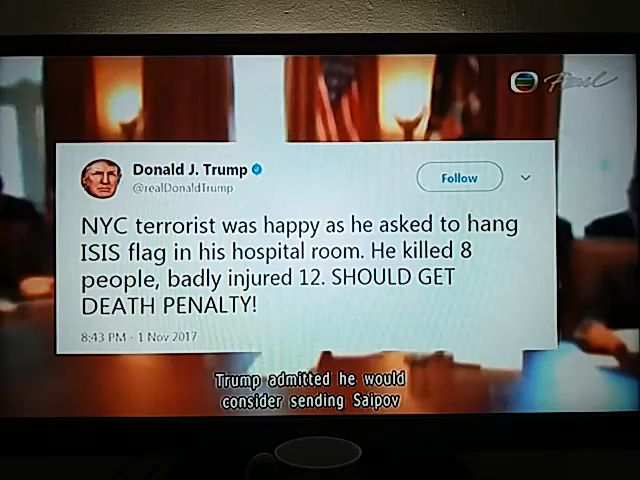 Pearl
Donald J. Trump
@realDonaldTrump
Follow
NYC terrorist was happy as he asked to hang
ISIS flag in his hospital room. He killed 8
people, badly injured 12. SHOULD GET
DEATH PENALTY!
8:43 PM - 1 Nov 2017
Trump admitted he would
consider sending Saipov